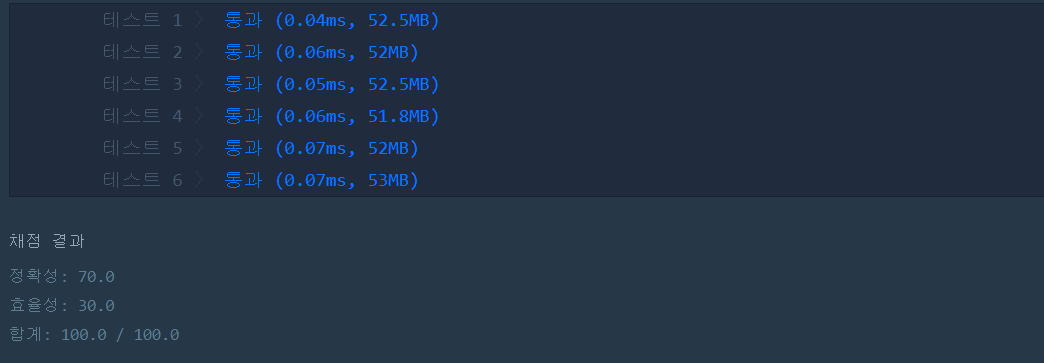 테스트 1 〉 통과 (0.04ms, 52.5MB)
테스트 2 〉 통과 (0.06ms, 52MB)
테스트 3 〉 통과 (0.05ms, 52.5MB)
테스트 4 〉 통과 (0.06ms, 51.8MB)
테스트 5 〉 통과 (0.07ms, 52MB)
테스트 6 〉 통과 (0.07ms, 53MB)
채점 결과
정확성: 70.0
효율성: 30.0
합계: 100.0 / 100.0